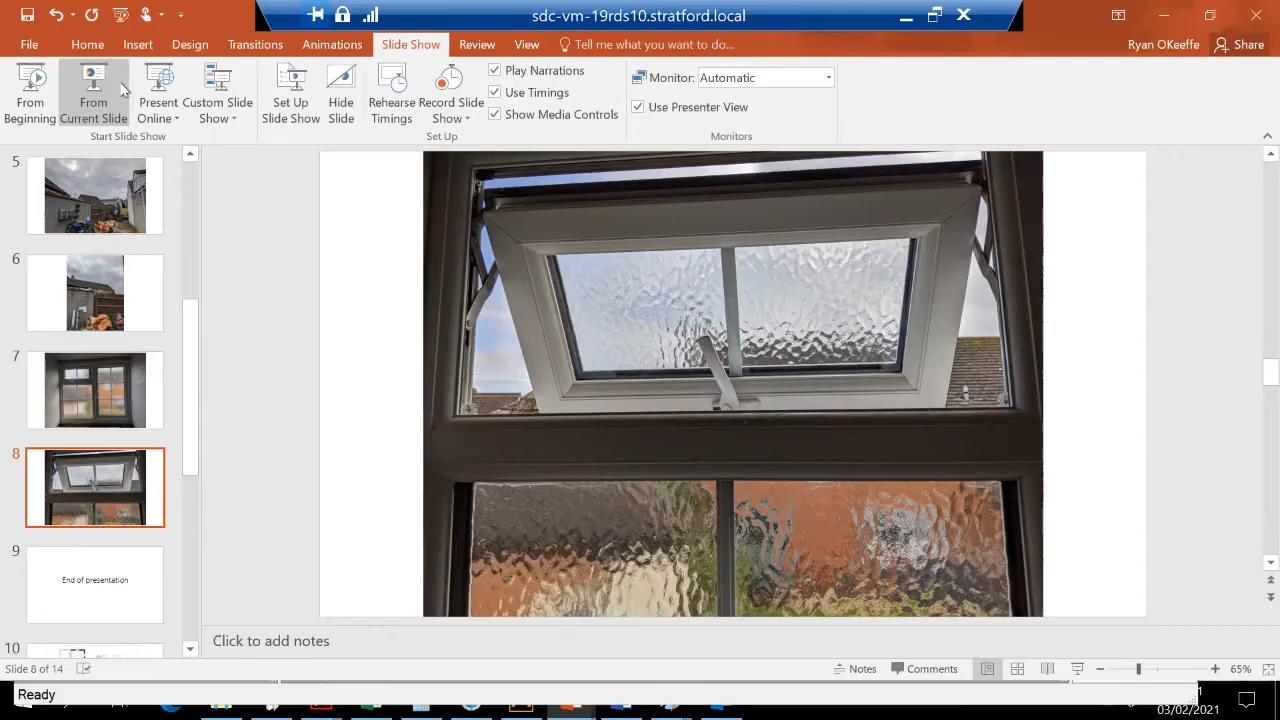 sdc-vm-19rds10.stratford.local
File Home Insert Design Transitions Animations Slide Show Review View Tell me what you want to do... Ryan OKeeffe Share
From Beginning
From Current Slide
Present Online
Custom Slide Show
Start Slide Show
Set Up Slide Show
Hide Slide
Rehearse Timings
Record Slide Show
Play Narrations
Use Timings
Show Media Controls
Set Up
Monitor: Automatic
Use Presenter View
Monitors
5
6
7
8
9
End of presentation
10
Click to add notes
Slide 8 of 14 Notes Comments 65%
Ready
03/02/2021